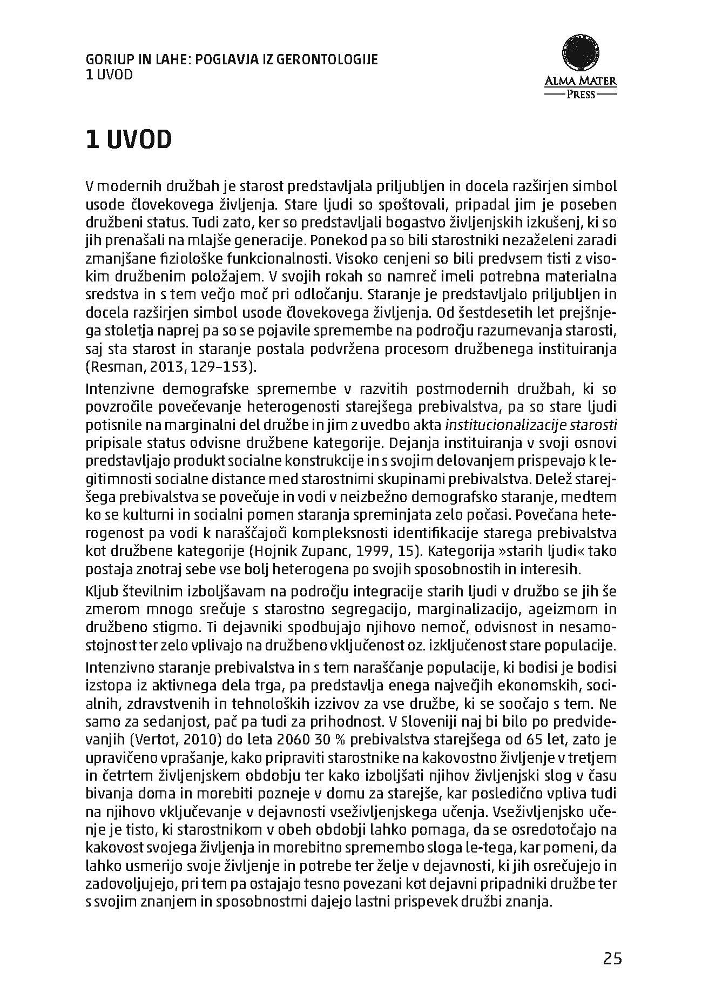 GORIUP IN LAHE: POGLAVJA IZ GERONTOLOGIJE
1 UVOD
ALMA MATER
PRESS
1 UVOD
V modernih družbah je starost predstavljala priljubljen in docela razširjen simbol
usode človekovega življenja. Stare ljudi so spoštovali, pripadal jim je poseben
družbeni status. Tudi zato, ker so predstavljali bogastvo življenjskih izkušenj, ki so
jih prenašali na mlajše generacije. Ponekod pa so bili starostniki nezaželeni zaradi
zmanjšane fiziološke funkcionalnosti. Visoko cenjeni so bili predvsem tisti z viso-
kim družbenim položajem. V svojih rokah so namreč imeli potrebna materialna
sredstva in s tem večjo moč pri odločanju. Staranje je predstavljalo priljubljen in
docela razširjen simbol usode človekovega življenja. Od šestdesetih let prejšnje-
ga stoletja naprej pa so se pojavile spremembe na področju razumevanja starosti,
saj sta starost in staranje postala podvržena procesom družbenega instituiranja
(Resman, 2013, 129–153).
Intenzivne demografske spremembe v razvitih postmodernih družbah, ki so
povzročile povečevanje heterogenosti starejšega prebivalstva, pa so stare ljudi
potisnile na marginalni del družbe in jim z uvedbo akta institucionalizacije starosti
pripisale status odvisne družbene kategorije. Dejanja instituiranja v svoji osnovi
predstavljajo produkt socialne konstrukcije in s svojim delovanjem prispevajo k le-
gitimnosti socialne distance med starostnimi skupinami prebivalstva. Delež starej-
šega prebivalstva se povečuje in vodi v neizbežno demografsko staranje, medtem
ko se kulturni in socialni pomen staranja spreminjata zelo počasi. Povečana hete-
rogenost pa vodi k naraščajoči kompleksnosti identifikacije starega prebivalstva
kot družbene kategorije (Hojnik Zupanc, 1999, 15). Kategorija »starih ljudi« tako
postaja znotraj sebe vse bolj heterogena po svojih sposobnostih in interesih.
Kljub številnim izboljšavam na področju integracije starih ljudi v družbo se jih še
zmerom mnogo srečuje s starostno segregacijo, marginalizacijo, ageizmom in
družbeno stigmo. Ti dejavniki spodbujajo njihovo nemoč, odvisnost in nesamo-
stojnost ter zelo vplivajo na družbeno vključenost oz. izključenost stare populacije.
Intenzivno staranje prebivalstva in s tem naraščanje populacije, ki bodisi je bodisi
izstopa iz aktivnega dela trga, pa predstavlja enega največjih ekonomskih, soci-
alnih, zdravstvenih in tehnoloških izzivov za vse družbe, ki se soočajo s tem. Ne
samo za sedanjost, pač pa tudi za prihodnost. V Sloveniji naj bi bilo po predvide-
vanjih (Vertot, 2010) do leta 2060 30 % prebivalstva starejšega od 65 let, zato je
upravičeno vprašanje, kako pripraviti starostnike na kakovostno življenje v tretjem
in četrtem življenjskem obdobju ter kako izboljšati njihov življenjski slog v času
bivanja doma in morebiti pozneje v domu za starejše, kar posledično vpliva tudi
na njihovo vključevanje v dejavnosti vseživljenjskega učenja. Vseživljenjsko uče-
nje je tisto, ki starostnikom v obeh obdobji lahko pomaga, da se osredotočajo na
kakovost svojega življenja in morebitno spremembo sloga le-tega, kar pomeni, da
lahko usmerijo svoje življenje in potrebe ter želje v dejavnosti, ki jih osrečujejo in
zadovoljujejo, pri tem pa ostajajo tesno povezani kot dejavni pripadniki družbe ter
s svojim znanjem in sposobnostmi dajejo lastni prispevek družbi znanja.
25